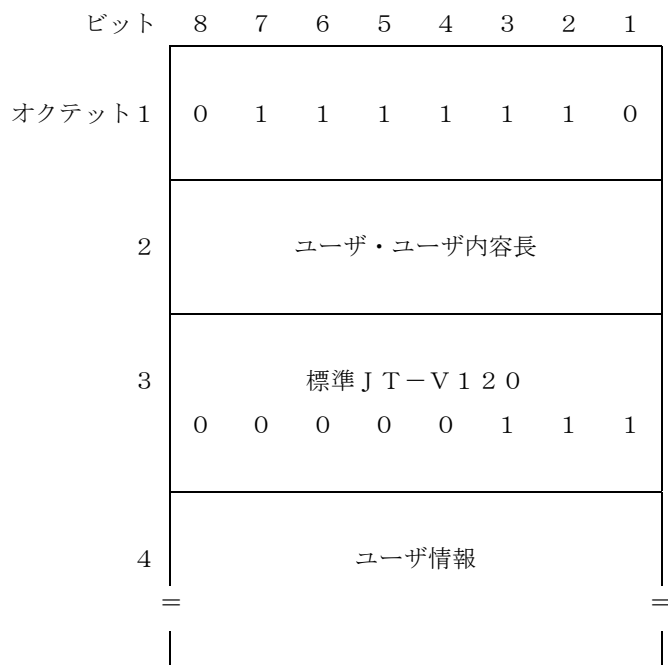 ビット 8 7 6 5 4 3 2 1
オクテット1 0 1 1 1 1 1 1 0
2 ユーザ・ユーザ内容長
3 標準JT-V120
0 0 0 0 0 1 1 1
4 ユーザ情報
= =